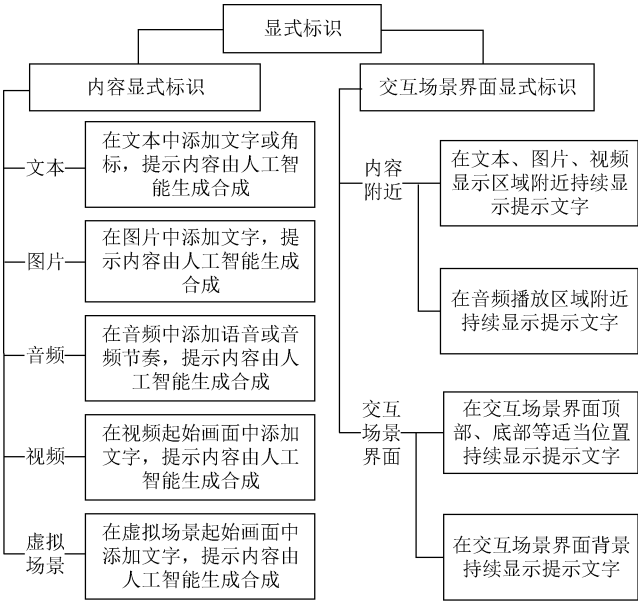 显式标识
内容显式标识
文本
在文本中添加文字或角
标，提示内容由人工智
能生成合成
图片
在图片中添加文字，提
示内容由人工智能生成
合成
音频
在音频中添加语音或音
频节奏，提示内容由人
工智能生成合成
视频
在视频起始画面中添加
文字，提示内容由人工
智能生成合成
虚拟
场景
在虚拟场景起始画面中
添加文字，提示内容由
人工智能生成合成
交互场景界面显式标识
内容
附近
在文本、图片、视频
显示区域附近持续显
示提示文字
在音频播放区域附近
持续显示提示文字
交互
场景
界面
在交互场景界面顶
部、底部等适当位置
持续显示提示文字
在交互场景界面背景
持续显示提示文字